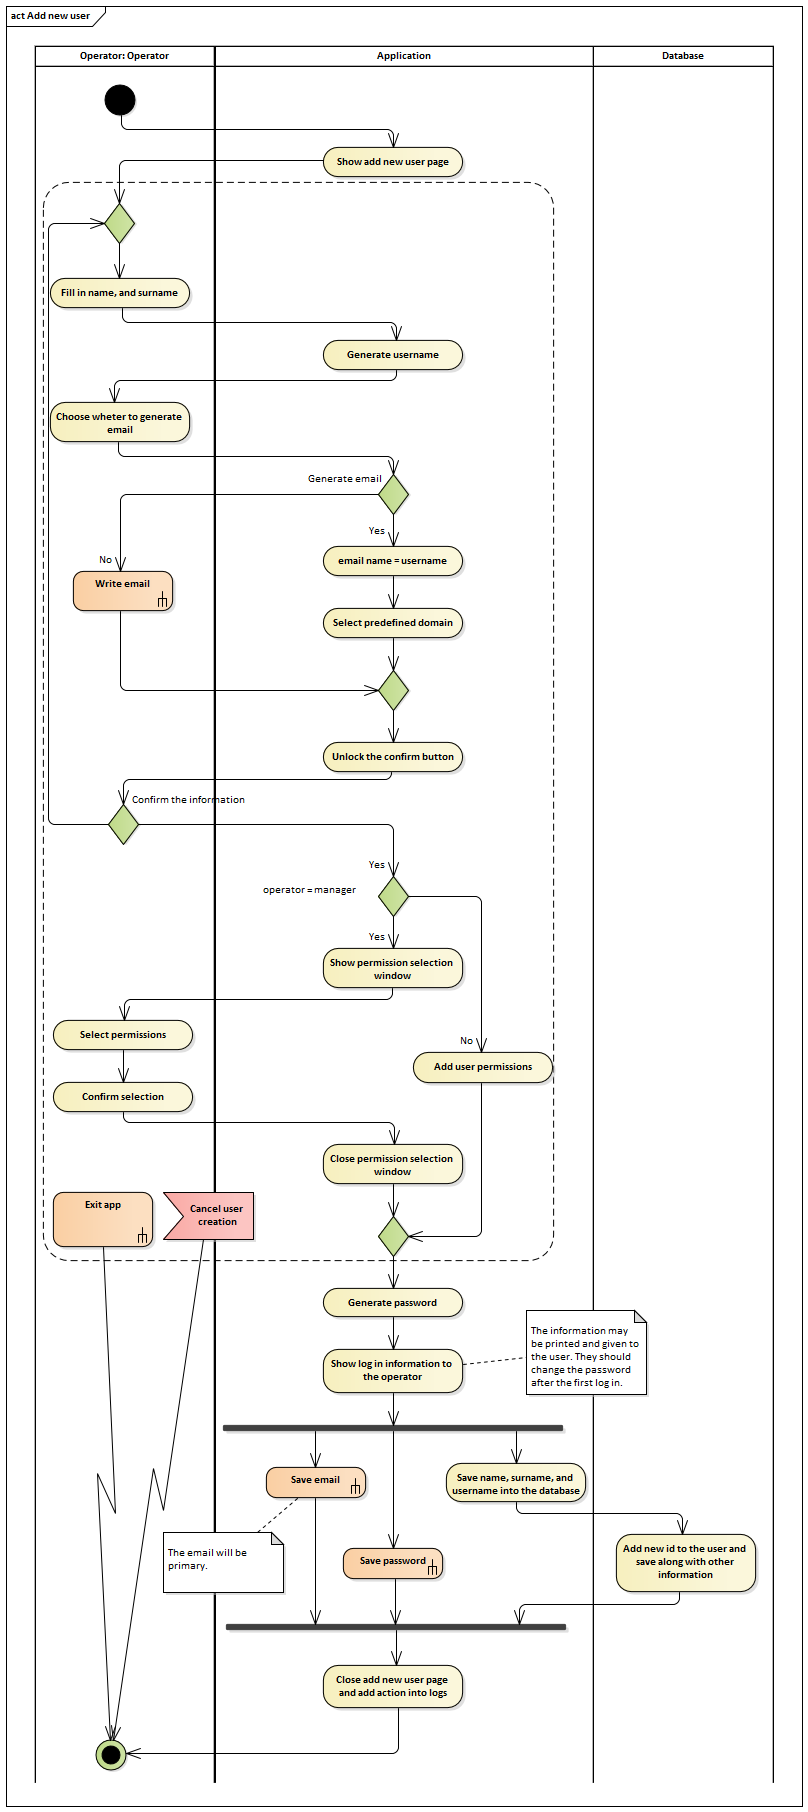 act Add new user
Operator: Operator
Application
Database
Show add new user page
Fill in name, and surname
Generate username
Choose wheter to generate
email
Generate email
Yes
email name = username
No
Write email
Select predefined domain
Unlock the confirm button
Confirm the information
Yes
operator = manager
Yes
Show permission selection
window
Select permissions
No
Add user permissions
Confirm selection
Close permission selection
window
Exit app
Cancel user
creation
Generate password
The information may
be printed and given to
the user. They should
change the password
after the first log in.
Show log in information to
the operator
Save email
Save name, surname, and
username into the database
The email will be
primary.
Save password
Add new id to the user and
save along with other
information
Close add new user page
and add action into logs